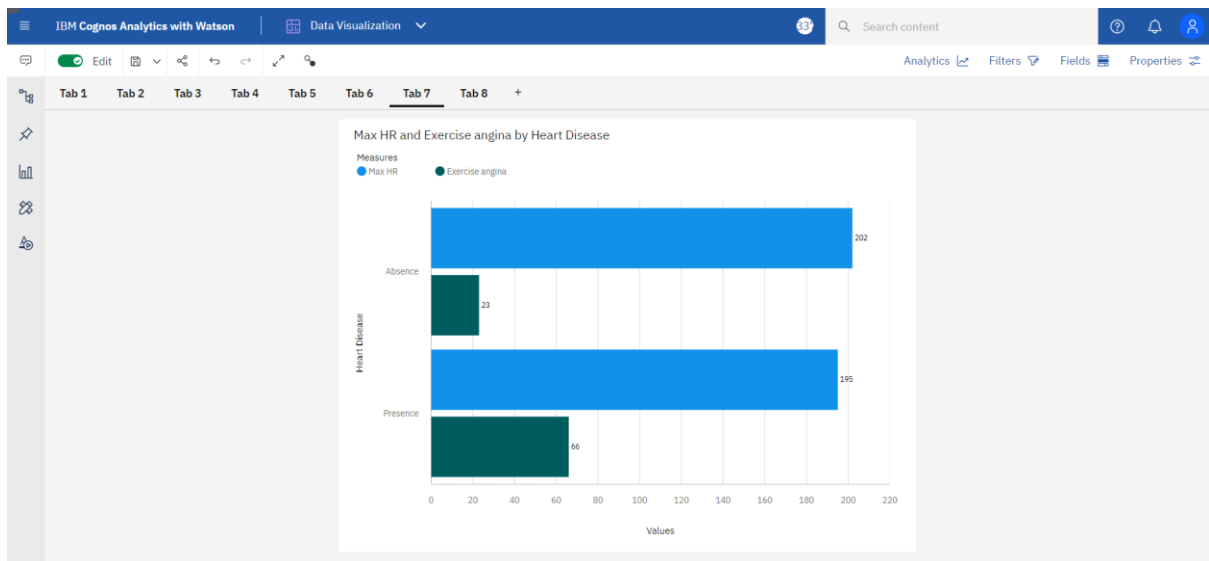 IBM Cognos Analytics with Watson
Data Visualization
Search content
Edit
Analytics
Filters
Fields
Properties
Tab 1 Tab 2 Tab 3 Tab 4 Tab 5 Tab 6 Tab 7 Tab 8 +
Max HR and Exercise angina by Heart Disease
Measures
Max HR Exercise angina
202
Absence
23
Heart Disease
195
Presence
66
0 20 40 60 80 100 120 140 160 180 200 220
Values